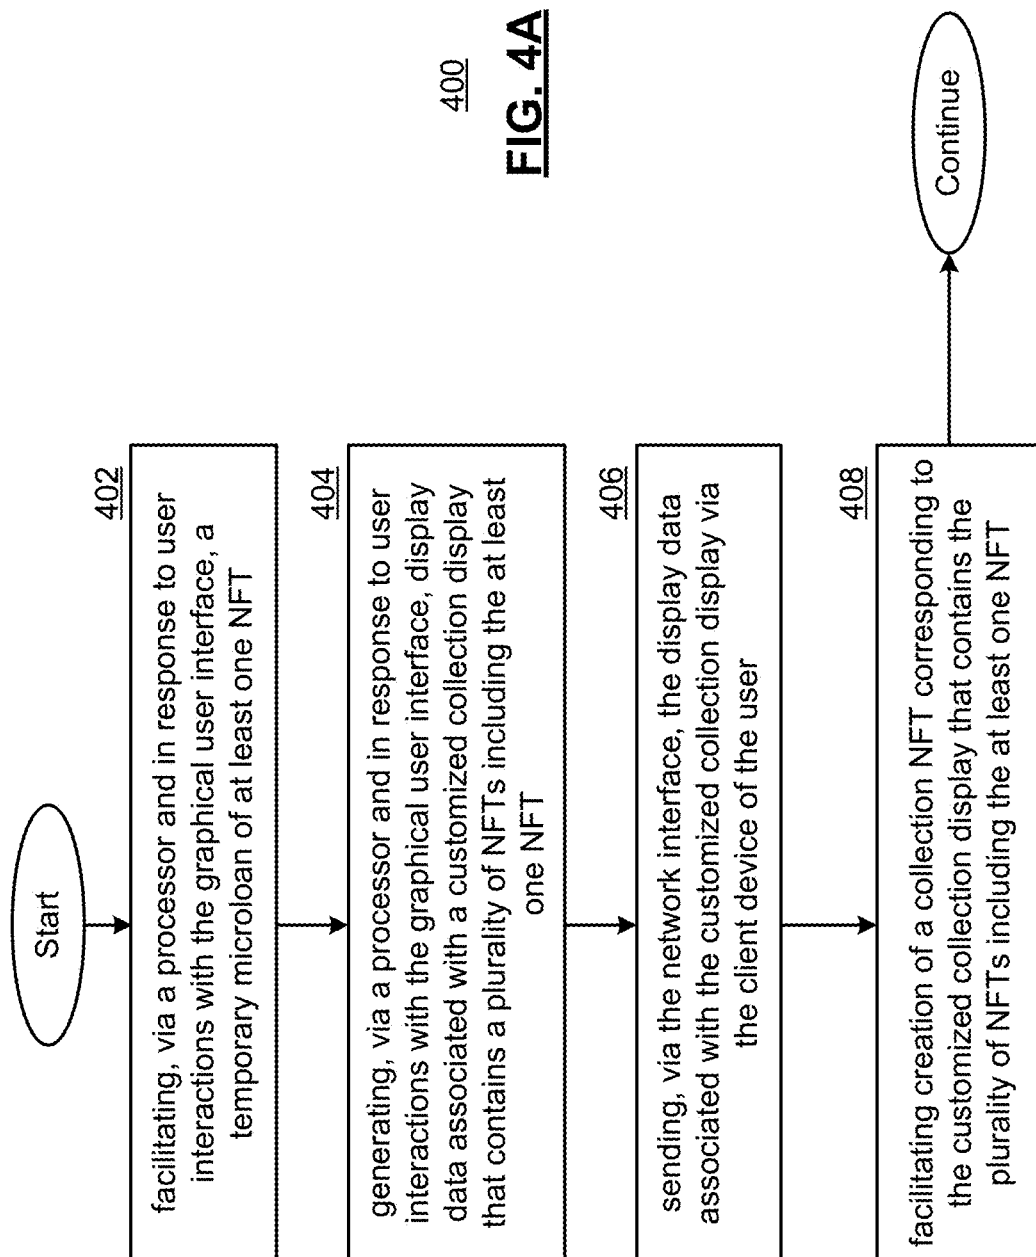 Start
402
facilitating, via a processor and in response to user
interactions with the graphical user interface, a
temporary microloan of at least one NFT
404
generating, via a processor and in response to user
interactions with the graphical user interface, display
data associated with a customized collection display
that contains a plurality of NFTs including the at least
one NFT
406
sending, via the network interface, the display data
associated with the customized collection display via
the client device of the user
408
facilitating creation of a collection NFT corresponding to
the customized collection display that contains the
plurality of NFTs including the at least one NFT
Continue
400
FIG. 4A